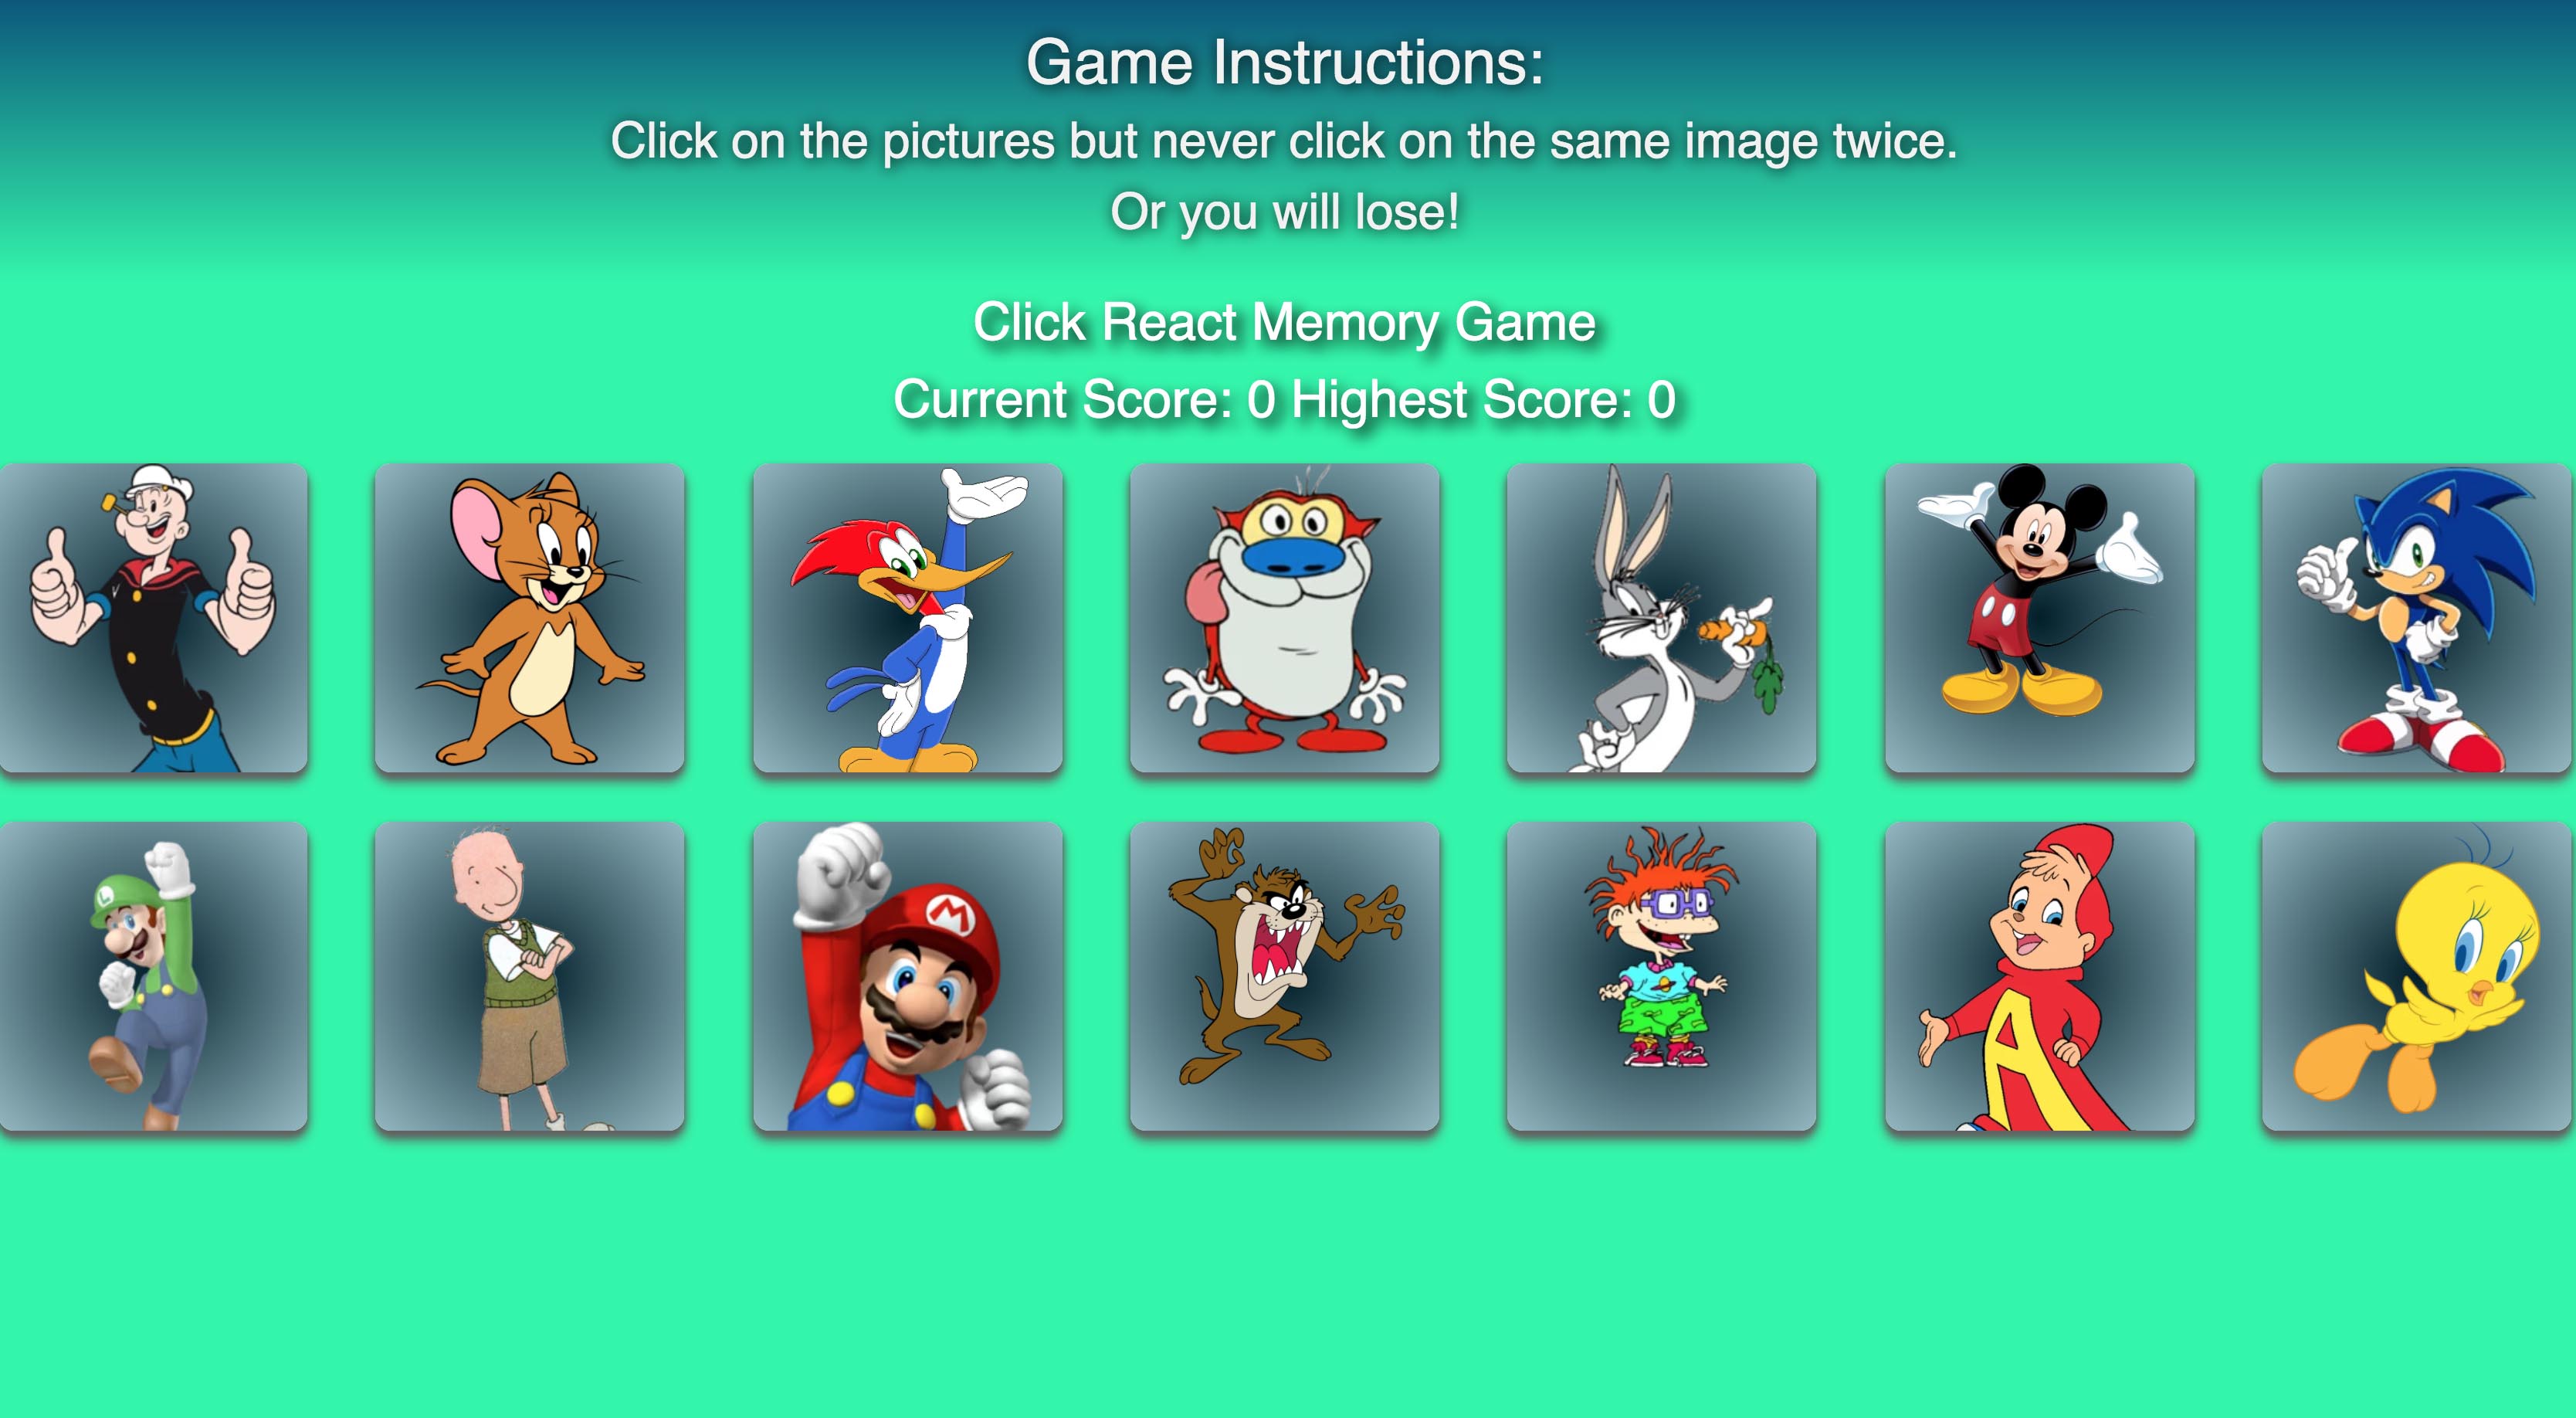 Game Instructions:
Click on the pictures but never click on the same image twice.
Or you will lose!
Click React Memory Game
Current Score: 0 Highest Score: 0
L
M
A